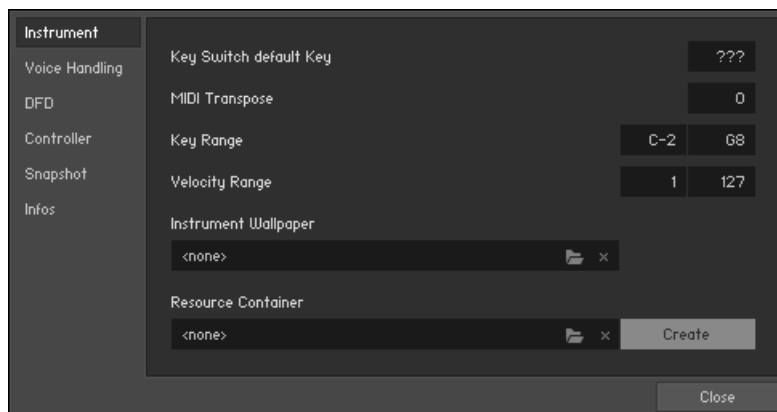 Instrument
Voice Handling
DFD
Controller
Snapshot
Infos
Key Switch default Key ???
MIDI Transpose 0
Key Range C-2 G8
Velocity Range 1 127
Instrument Wallpaper
<none>
Resource Container
<none> Create
Close